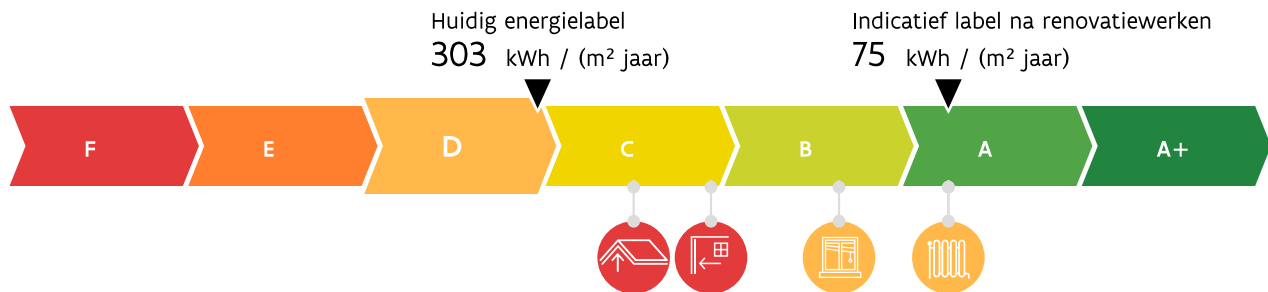 Huidig energielabel
303 kWh / (m² jaar)
Indicatief label na renovatiewerken
75 kWh / (m² jaar)
F E D C B A A+